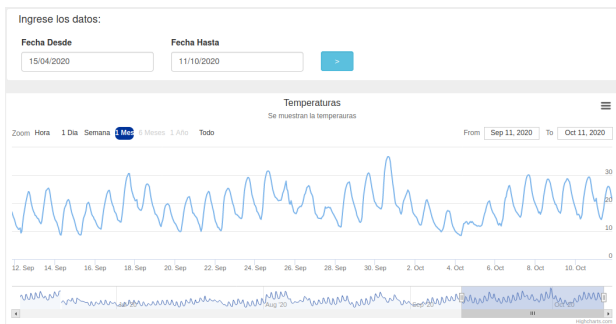 Ingrese los datos:
Fecha Desde Fecha Hasta
15/04/2020 11/10/2020 >
Temperaturas
Se muestran la temperauras
Zoom Hora 1 Dia Semana 1 Mes 6 Meses 1 Año Todo From Sep 11, 2020 To Oct 11, 2020
30
20
10
0
12. Sep 14. Sep 16. Sep 18. Sep 20. Sep 22. Sep 24. Sep 26. Sep 28. Sep 30. Sep 2. Oct 4. Oct 6. Oct 8. Oct 10. Oct
Aug '20
Highcharts.com